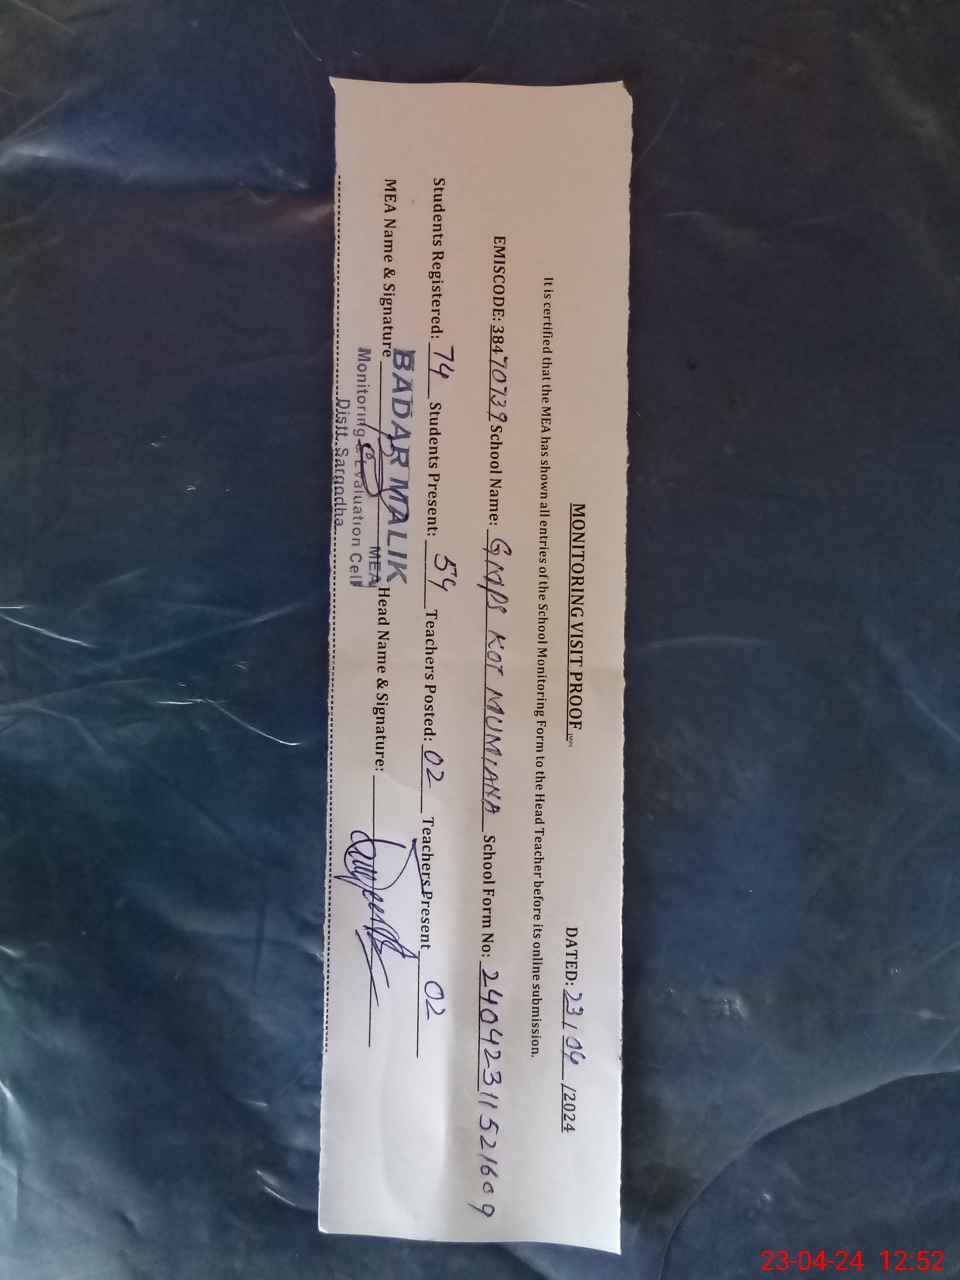 MONITORING VISIT PROOF
DATED: 23/04/2024
It is certified that the MEA has shown all entries of the School Monitoring Form to the Head Teacher before its online submission.
EMISCODE: 38470739 School Name: GMPS KOT MUMIANA School Form No: 24042311521609
Students Registered: 74 Students Present: 54 Teachers Posted: 02 Teachers Present 02
MEA Name & Signature Head Name & Signature:
BADAR MALIK
MEA
Monitoring & Evaluation Cell
Distt. Sargodha
23-04-24 12:52